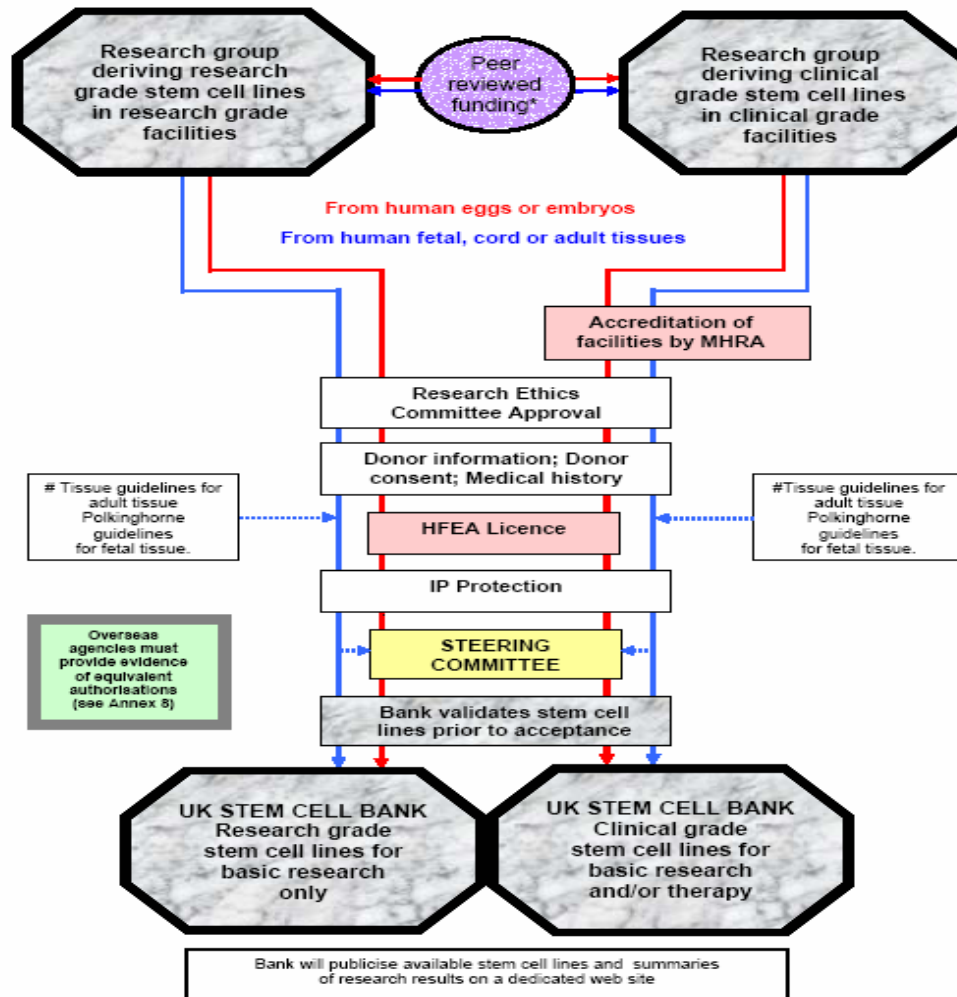 Research group
deriving research
grade stem cell lines
in research grade
facilities
Peer
reviewed
funding*
Research group
deriving clinical
grade stem cell lines
in clinical grade
facilities
From human eggs or embryos
From human fetal, cord or adult tissues
Accreditation of
facilities by MHRA
Research Ethics
Committee Approval
Donor information; Donor
consent; Medical history
# Tissue guidelines for
adult tissue
Polkinghorne
guidelines
for fetal tissue.
#Tissue guidelines for
adult tissue
Polkinghorne
guidelines
for fetal tissue.
HFEA Licence
IP Protection
Overseas
agencies must
provide evidence
of equivalent
authorisations
(see Annex 8)
STEERING
COMMITTEE
Bank validates stem cell
lines prior to acceptance
UK STEM CELL BANK
Research grade
stem cell lines for
basic research
only
UK STEM CELL BANK
Clinical grade
stem cell lines for
basic research
and/or therapy
Bank will publicise available stem cell lines and summaries
of research results on a dedicated web site